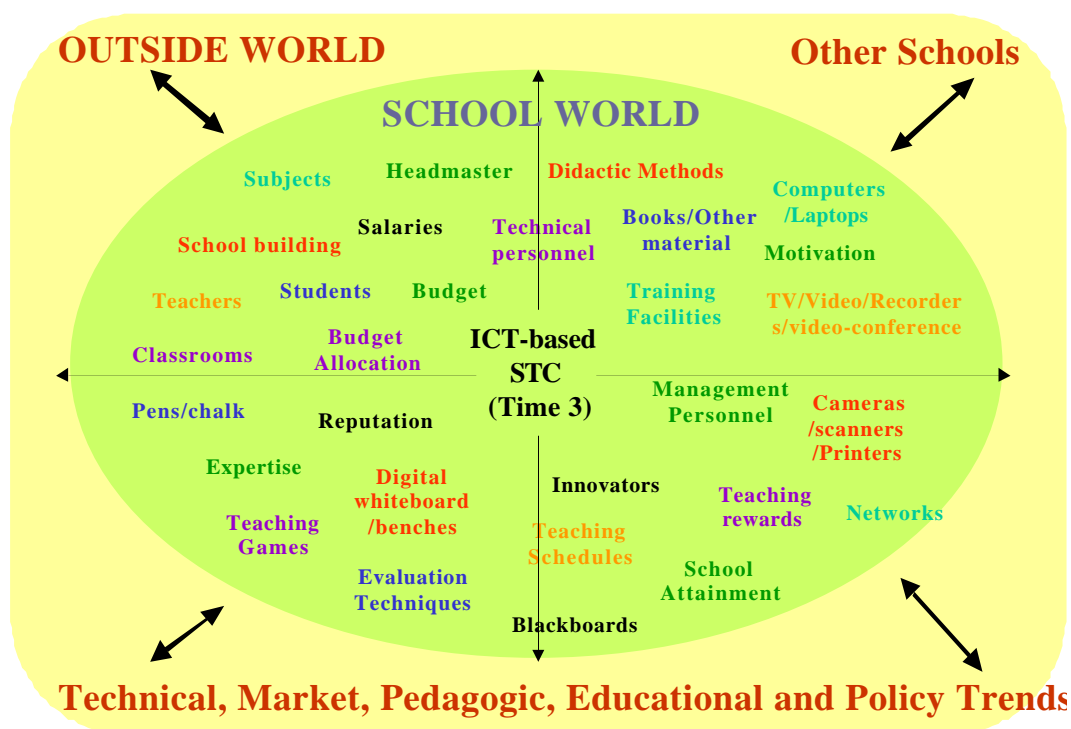 OUTSIDE WORLD
Other Schools
SCHOOL WORLD
Subjects
Headmaster
Didactic Methods
Computers
/Laptops
Salaries
Technical
personnel
Books/Other
material
School building
Motivation
Teachers
Students
Budget
Training
Facilities
TV/Video/Recorder
s/video-conference
Classrooms
Budget
Allocation
ICT-based
STC
(Time 3)
Pens/chalk
Reputation
Management
Personnel
Cameras
/scanners
/Printers
Expertise
Digital
whiteboard
/benches
Innovators
Teaching
rewards
Networks
Teaching
Games
Teaching
Schedules
Evaluation
Techniques
School
Attainment
Blackboards
Technical, Market, Pedagogic, Educational and Policy Trends